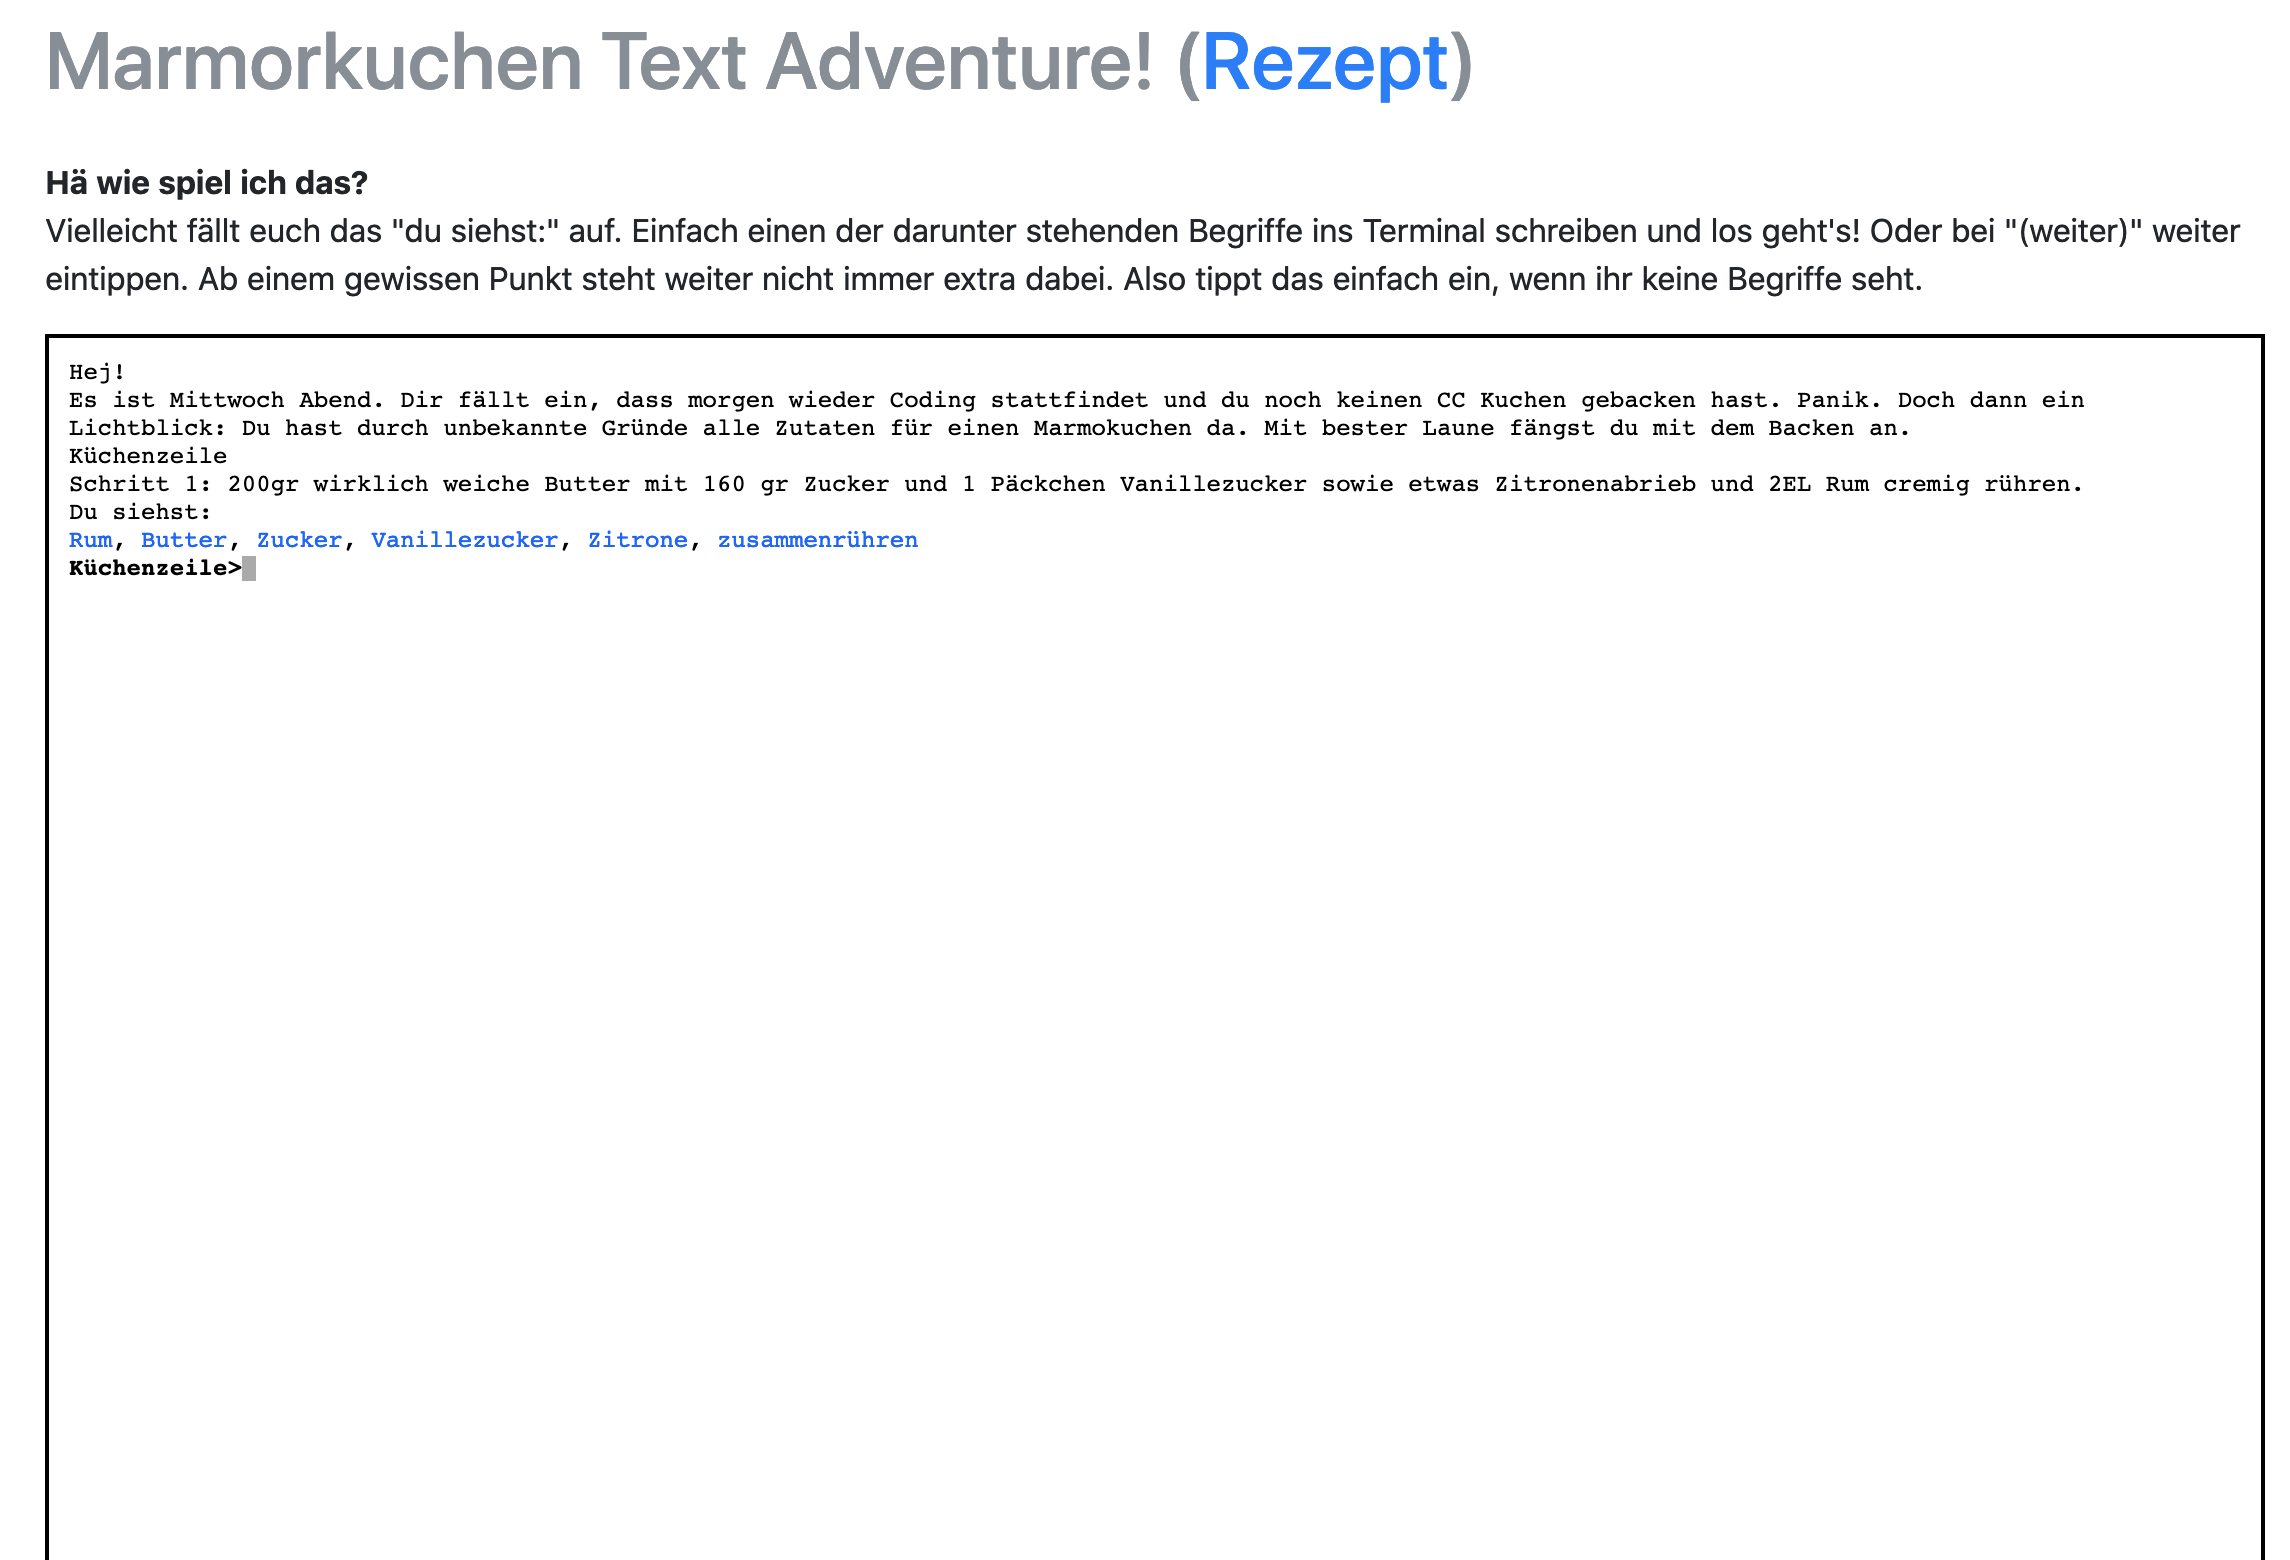 Marmorkuchen Text Adventure! (Rezept)
Hä wie spiel ich das?
Vielleicht fällt euch das "du siehst:" auf. Einfach einen der darunter stehenden Begriffe ins Terminal schreiben und los geht's! Oder bei "(weiter)" weiter
eintippen. Ab einem gewissen Punkt steht weiter nicht immer extra dabei. Also tippt das einfach ein, wenn ihr keine Begriffe seht.
Hej!
Es ist Mittwoch Abend. Dir fällt ein, dass morgen wieder Coding stattfindet und du noch keinen CC Kuchen gebacken hast. Panik. Doch dann ein
Lichtblick: Du hast durch unbekannte Gründe alle Zutaten für einen Marmokuchen da. Mit bester Laune fängst du mit dem Backen an.
Küchenzeile
Schritt 1: 200gr wirklich weiche Butter mit 160 gr Zucker und 1 Päckchen Vanillezucker sowie etwas Zitronenabrieb und 2EL Rum cremig rühren.
Du siehst:
Rum, Butter, Zucker, Vanillezucker, Zitrone, zusammenrühren
Küchenzeile>